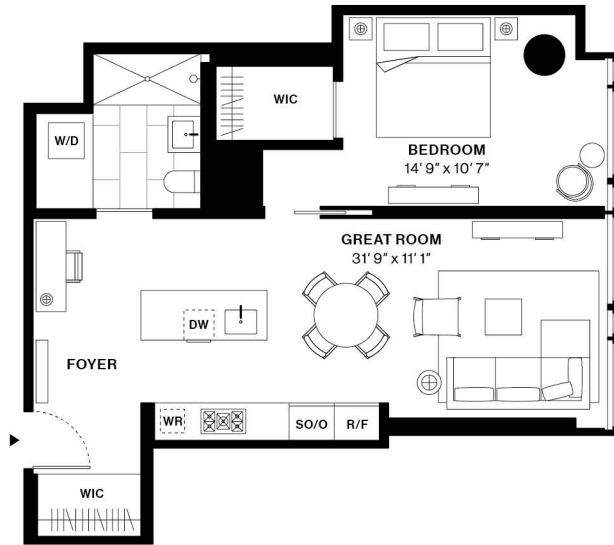 WIC
W/D
BEDROOM
14' 9" x 10' 7"
GREAT ROOM
31' 9" x 11' 1"
DW
FOYER
WR
SO/O
R/F
WIC